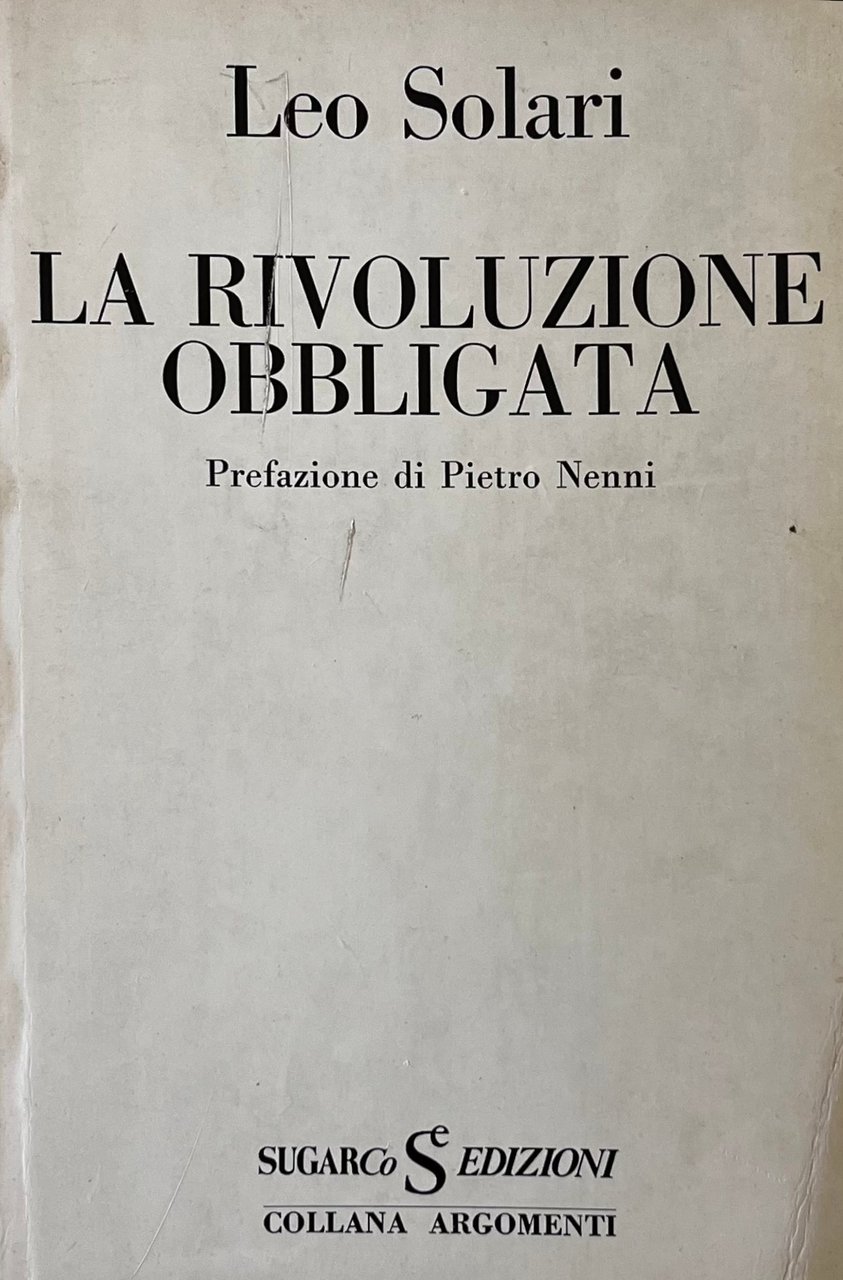 Leo Solari
LA RIVOLUZIONE
OBBLIGATA
Prefazione di Pietro Nenni
SUGARCo Se EDIZIONI
COLLANA ARGOMENTI